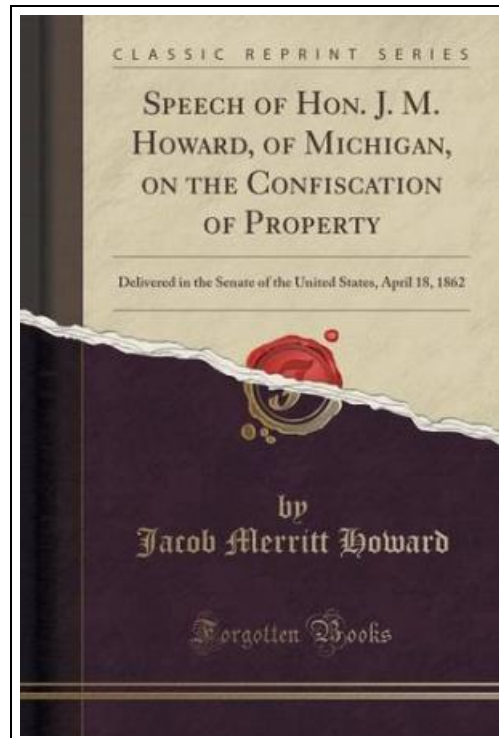 CLASSIC REPRINT SERIES
SPEECH OF HON. J. M.
HOWARD, OF MICHIGAN,
ON THE CONFISCATION
OF PROPERTY
Delivered in the Senate of the United States, April 18, 1862
by
Jacob Merritt Howard
Forgotten Books